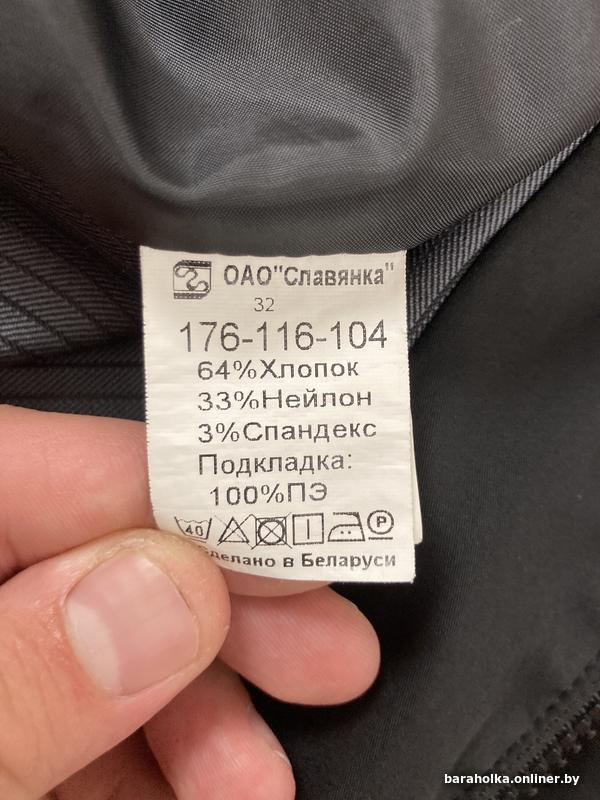 ОАО"Славянка"
32
176-116-104
64%Хлопок
33%Нейлон
3%Спандекс
Подкладка:
100%ПЭ
40 P
Сделано в Беларуси
baraholka.onliner.by